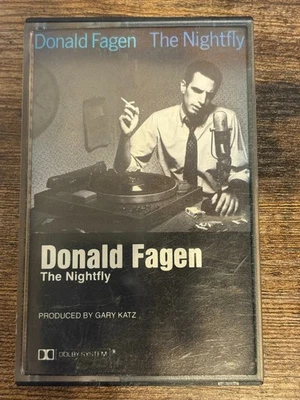 Donald Fagen The Nightfly
Donald Fagen
The Nightfly
PRODUCED BY GARY KATZ
DOLBY SYSTEM